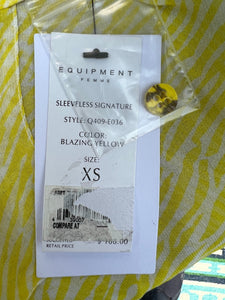 EQUIPMENT
FEMME
SLEEVELESS SIGNATURE
STYLE: Q409-E036
COLOR:
BLAZING YELLOW
SIZE:
XS
COMPARE AT
RETAIL PRICE